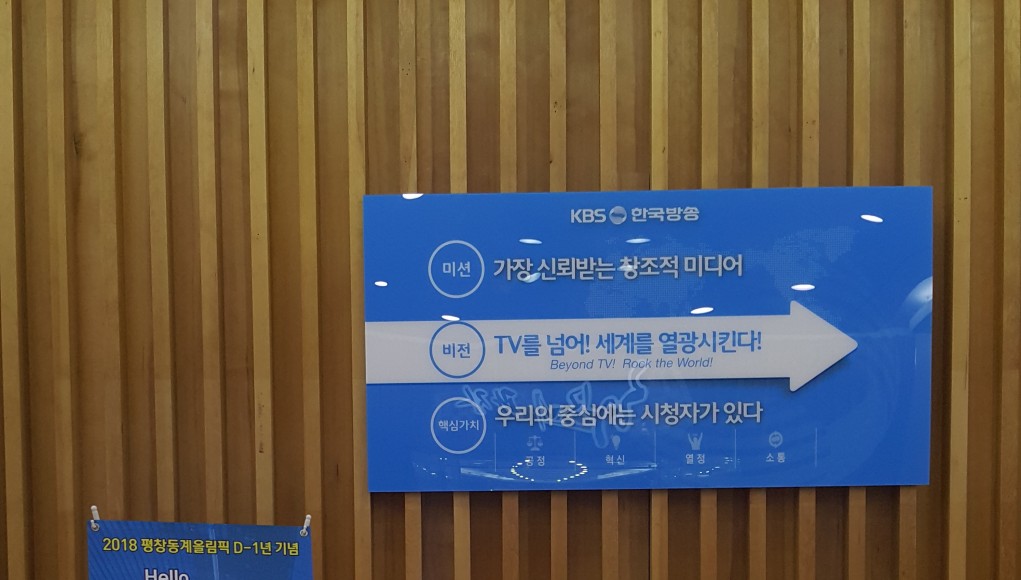 KBS 한국방송
미션 가장 신뢰받는 창조적 미디어
비전 TV를 넘어! 세계를 열광시킨다!
Beyond TV! Rock the World!
핵심가치 우리의 중심에는 시청자가 있다
공정 혁신 열정 소통
2018 평창동계올림픽 D-1년 기념
Hello